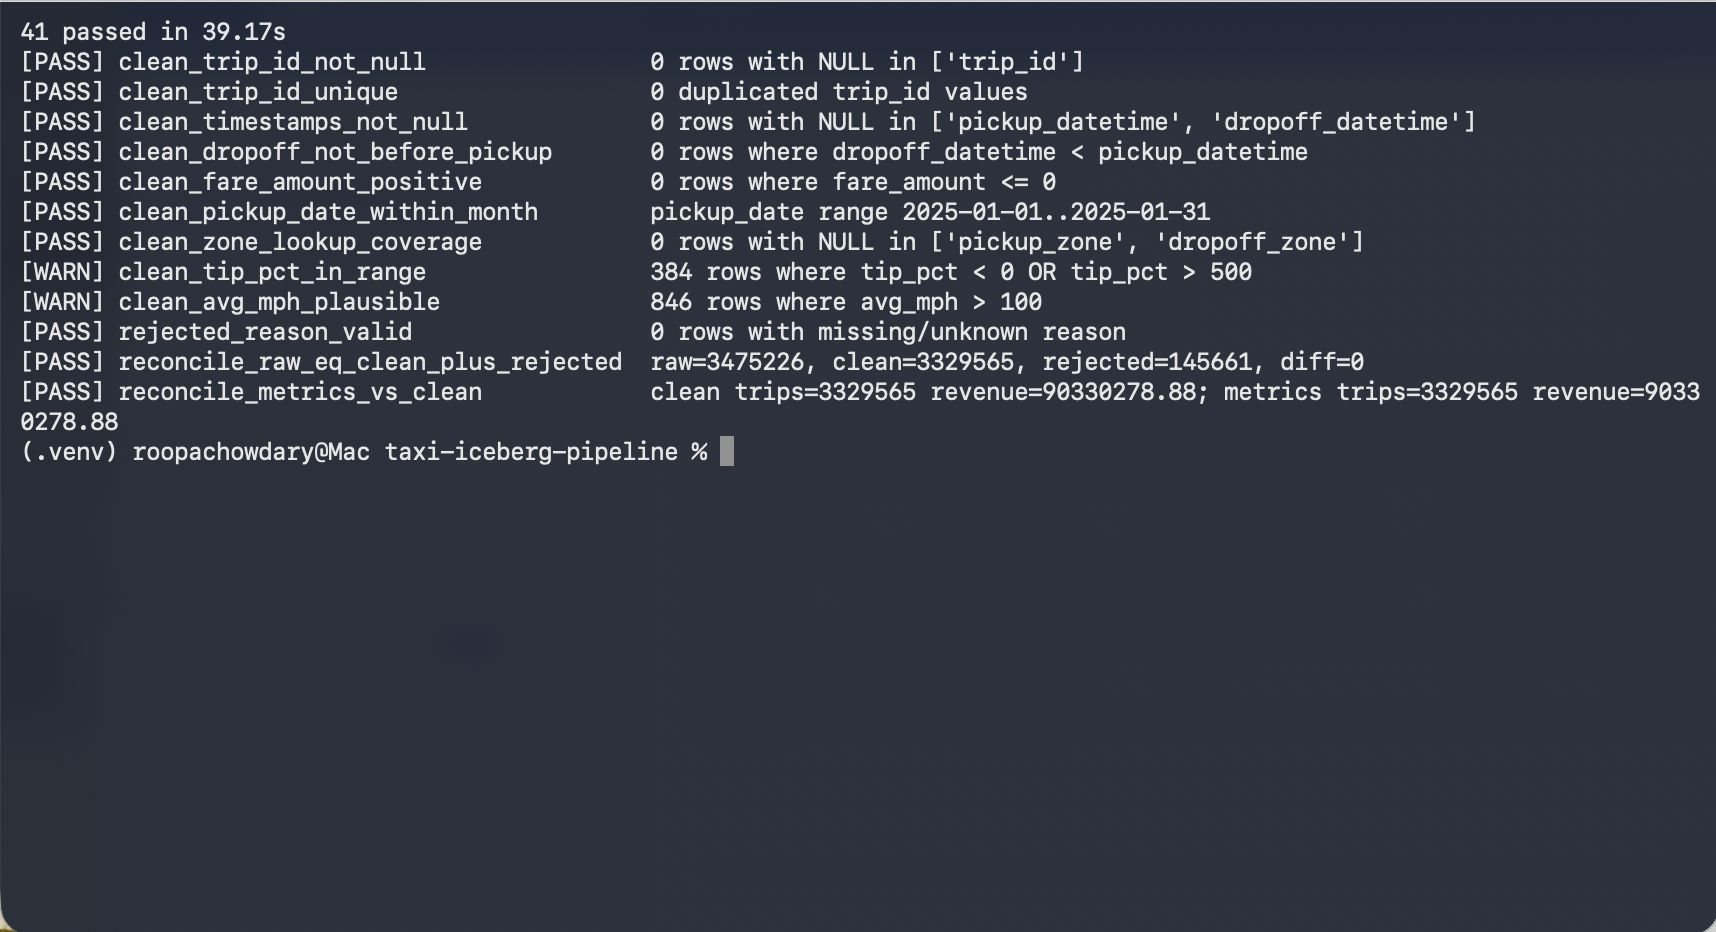 41 passed in 39.17s
[PASS] clean_trip_id_not_null                0 rows with NULL in ['trip_id']
[PASS] clean_trip_id_unique                  0 duplicated trip_id values
[PASS] clean_timestamps_not_null             0 rows with NULL in ['pickup_datetime', 'dropoff_datetime']
[PASS] clean_dropoff_not_before_pickup       0 rows where dropoff_datetime < pickup_datetime
[PASS] clean_fare_amount_positive            0 rows where fare_amount <= 0
[PASS] clean_pickup_date_within_month        pickup_date range 2025-01-01..2025-01-31
[PASS] clean_zone_lookup_coverage            0 rows with NULL in ['pickup_zone', 'dropoff_zone']
[WARN] clean_tip_pct_in_range                384 rows where tip_pct < 0 OR tip_pct > 500
[WARN] clean_avg_mph_plausible               846 rows where avg_mph > 100
[PASS] rejected_reason_valid                 0 rows with missing/unknown reason
[PASS] reconcile_raw_eq_clean_plus_rejected  raw=3475226, clean=3329565, rejected=145661, diff=0
[PASS] reconcile_metrics_vs_clean            clean trips=3329565 revenue=90330278.88; metrics trips=3329565 revenue=9033
0278.88
(.venv) roopachowdary@Mac taxi-iceberg-pipeline %